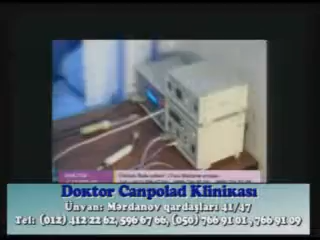 Doktor Canpolad Klinikası
Ünvan: Mərdanov qardaşları 41/47
Tel: (012) 412 22 62, 596 67 66, (050) 766 91 01 , 766 91 09